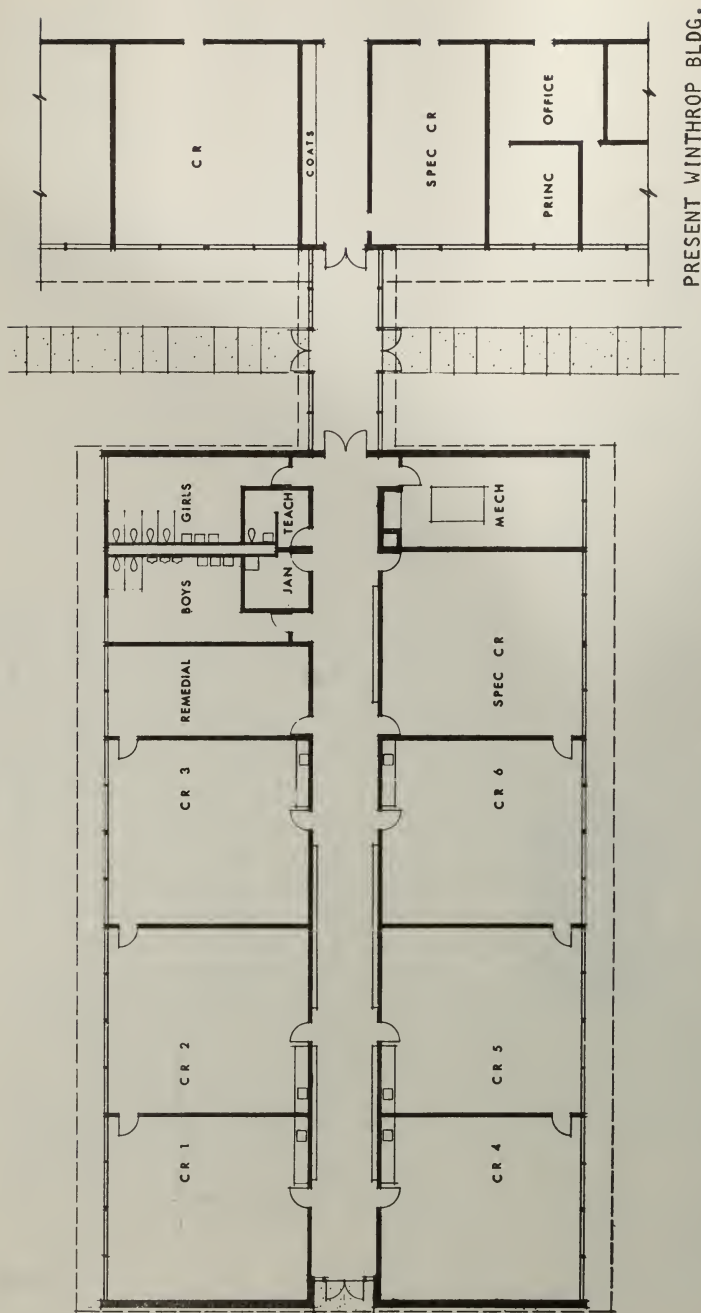 CR 1
CR 2
CR 3
REMEDIAL
BOYS
GIRLS
CR
JAN
TEACH
COATS
CR 4
CR 5
CR 6
SPEC CR
MECH
SPEC CR
PRINC
OFFICE
PRESENT WINTHROP BLDG.